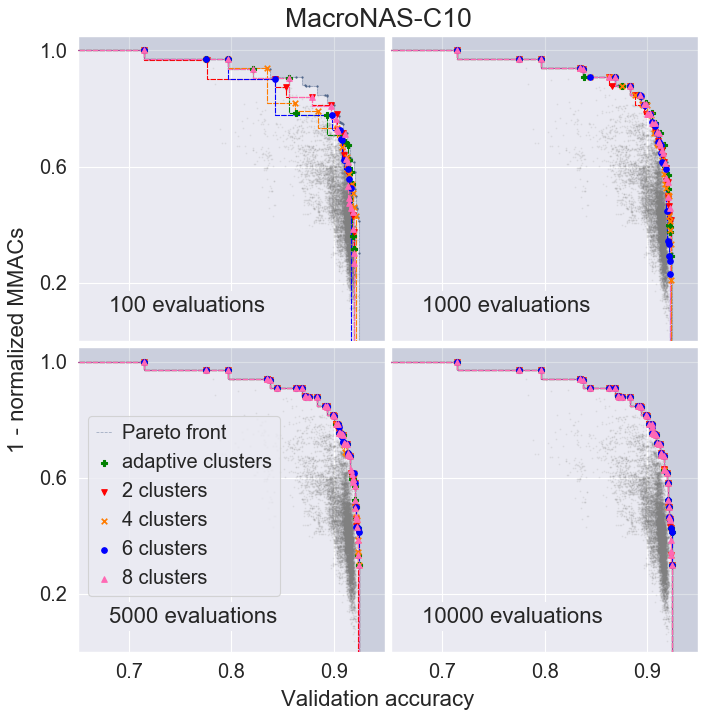 MacroNAS-C10
1 - normalized MMACs
1.0
0.6
0.2
100 evaluations
1000 evaluations
1.0
0.6
0.2
Pareto front
adaptive clusters
2 clusters
4 clusters
6 clusters
8 clusters
5000 evaluations
10000 evaluations
0.7 0.8 0.9 0.7 0.8 0.9
Validation accuracy